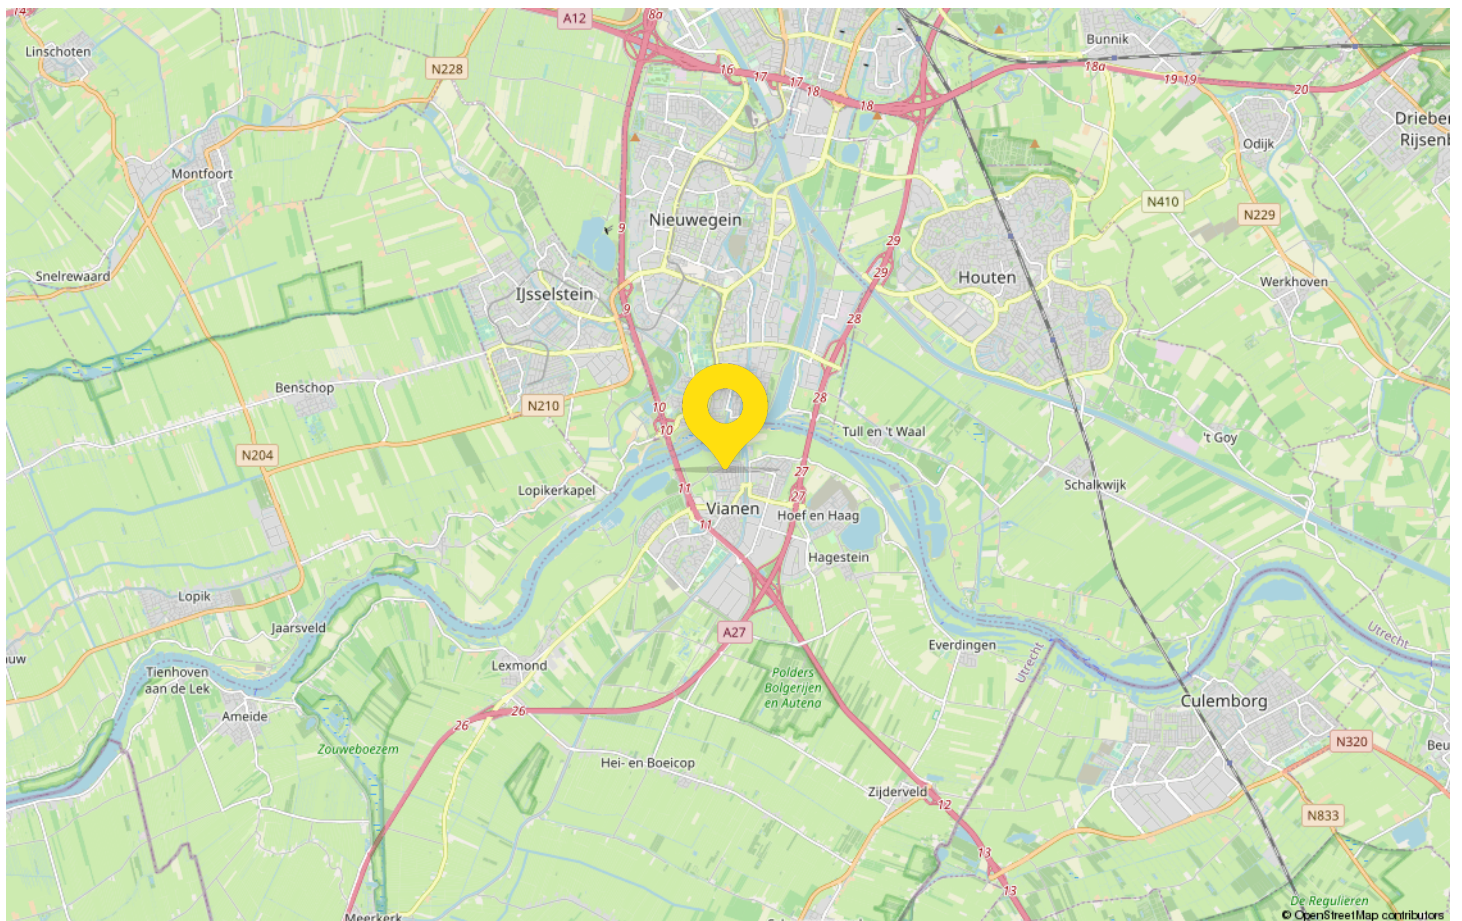 14
8a
A12
Linschoten
Bunnik
N228
16
17
17
18
18
18a
19
19
20
Odijk
Montfoort
N410
N229
Nieuwegein
9
29
29
Snelrewaard
Houten
Werkhoven
IJsselstein
9
28
Benschop
28
N210
10
10
Tull en 't Waal
't Goy
N204
27
Schalkwijk
Lopikerkapel
11
27
Vianen
Hoef en Haag
11
Hagestein
Lopik
Jaarsveld
A27
Utrecht
Everdingen
Lexmond
Utrecht
Tienhoven
aan de Lek
Polders
Bolgerijen
en Autena
Culemborg
Ameide
26
26
Zouweboezem
N320
Hei- en Boeicop
Zijderveld
12
N833
13
13
De Regulieren
Meerkerk
© OpenStreetMap contributors